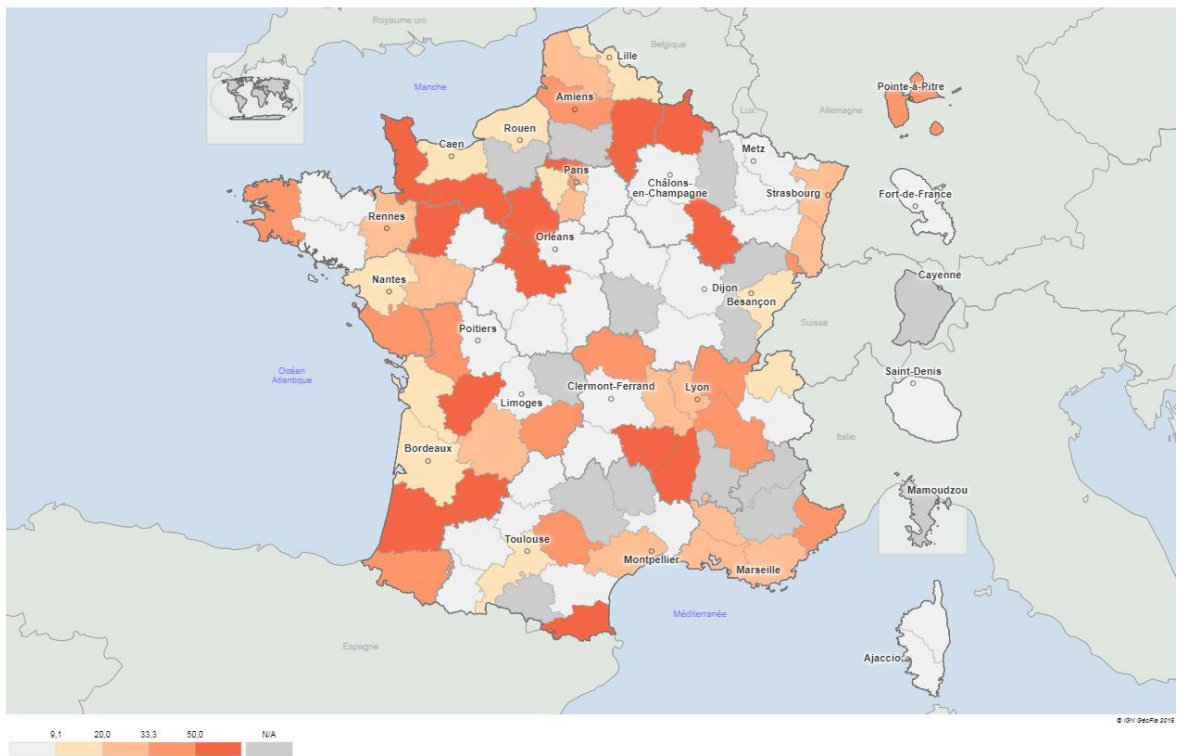 Royaume uni
Belgique
Lille
Manche
Amiens
Lux.
Allemagne
Pointe-à-Pitre
Rouen
Caen
Metz
Paris
Châlons-
en-Champagne
Strasbourg
Fort-de-France
Rennes
Orléans
Nantes
Dijon
Besançon
Cayenne
Poitiers
Suisse
Océan
Atlantique
Limoges
Clermont-Ferrand
Lyon
Saint-Denis
Italie
Bordeaux
Mamoudzou
Toulouse
Montpellier
Marseille
Méditerranée
Espagne
Ajaccio
© IGN GéoFla 2015
9,1 20,0 33,3 50,0 N/A